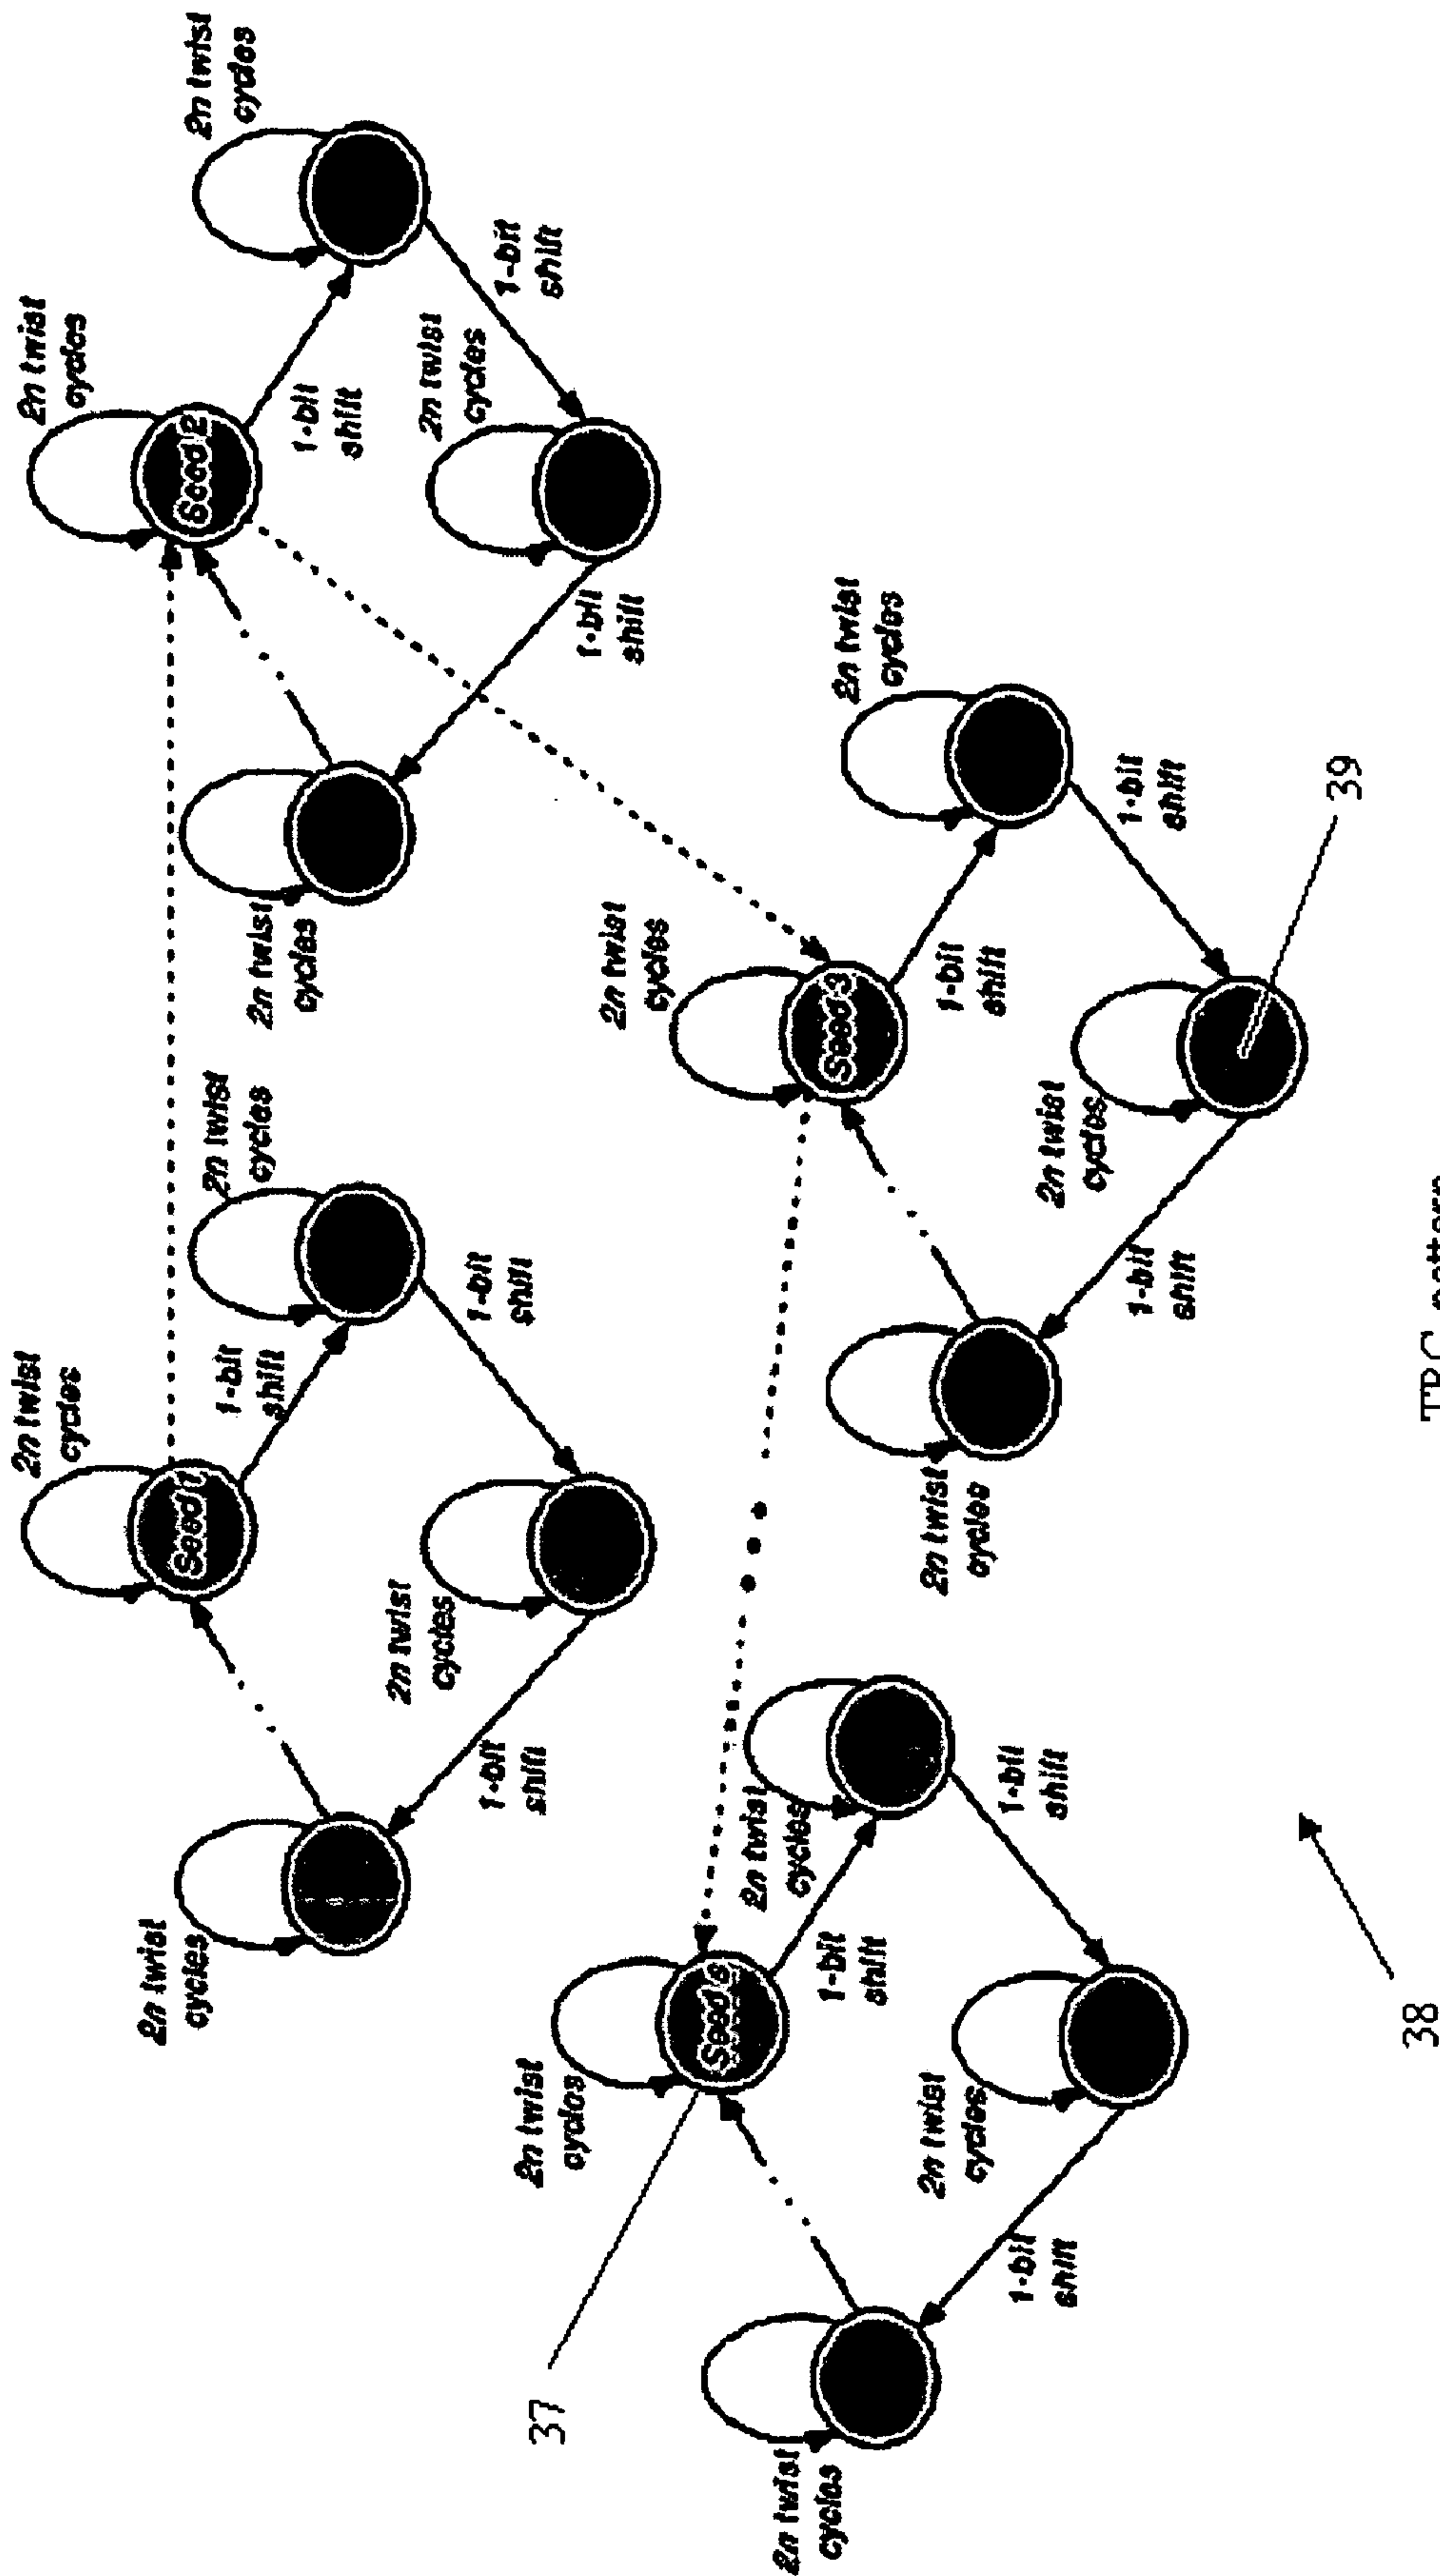 2n twist
cycles
Seed 1
2n twist
cycles
1-bit
shift
2n twist
cycles
2n twist
cycles
1-bit
shift
1-bit
shift
2n twist
cycles
Seed 2
2n twist
cycles
1-bit
shift
2n twist
cycles
2n twist
cycles
1-bit
shift
1-bit
shift
37
2n twist
cycles
Seed
2n twist
cycles
1-bit
shift
2n twist
cycles
2n twist
cycles
1-bit
shift
1-bit
shift
2n twist
cycles
Seed 3
2n twist
cycles
1-bit
shift
2n twist
cycles
2n twist
cycles
1-bit
shift
1-bit
shift
39
38
TRC pattern